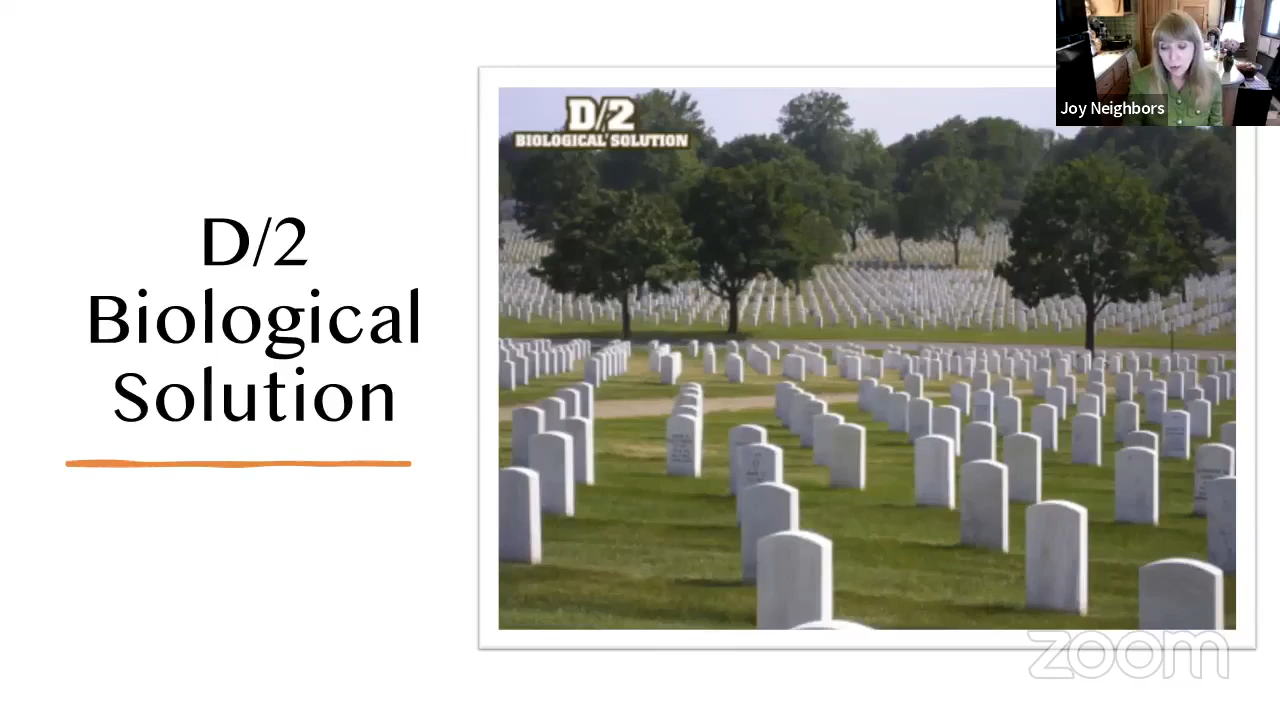 D/2
BIOLOGICAL SOLUTION
Joy Neighbors
D/2
Biological
Solution
zoom